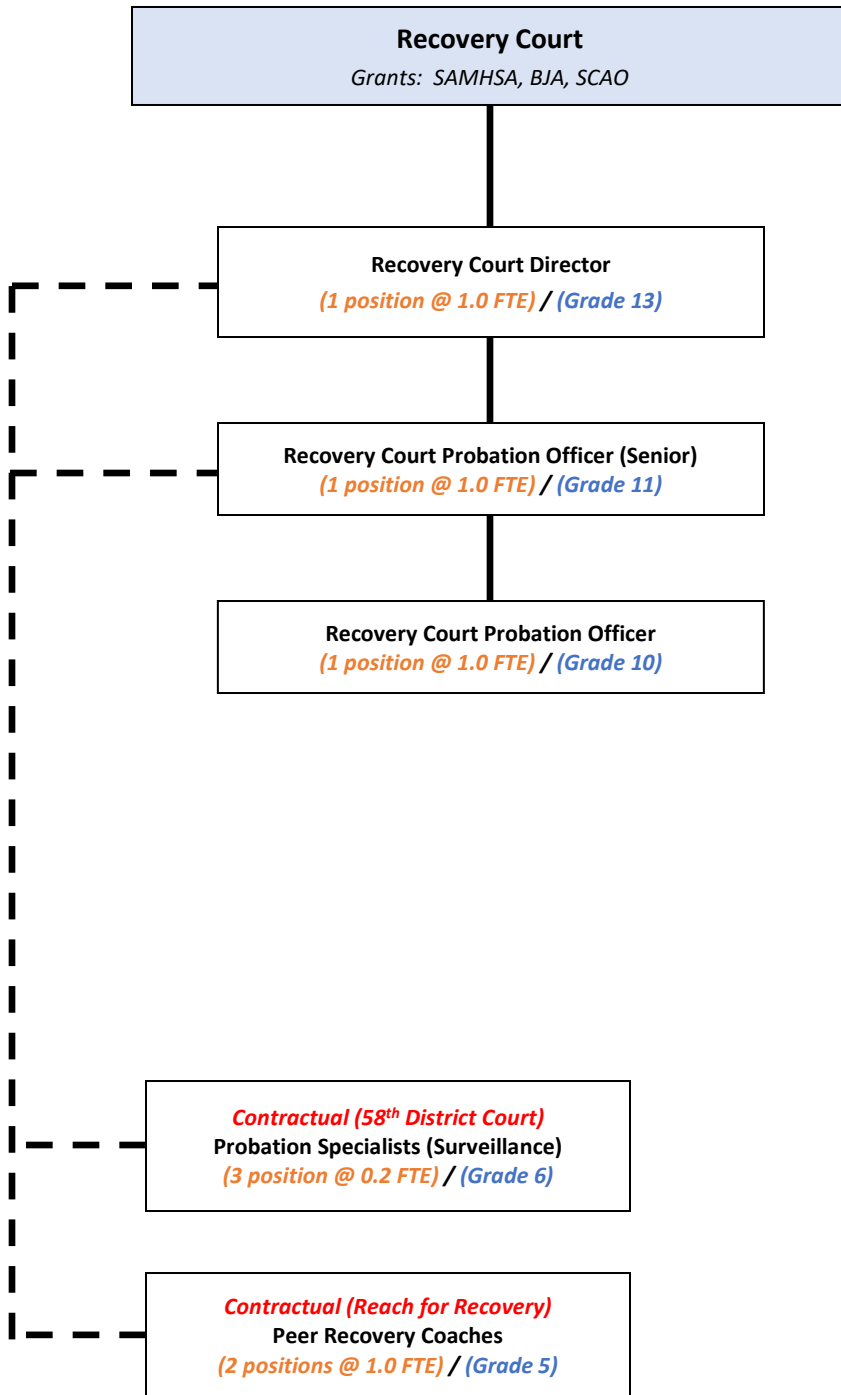 Recovery Court
Grants: SAMHSA, BJA, SCAO
Recovery Court Director
(1 position @ 1.0 FTE) / (Grade 13)
Recovery Court Probation Officer (Senior)
(1 position @ 1.0 FTE) / (Grade 11)
Recovery Court Probation Officer
(1 position @ 1.0 FTE) / (Grade 10)
Contractual (58th District Court)
Probation Specialists (Surveillance)
(3 position @ 0.2 FTE) / (Grade 6)
Contractual (Reach for Recovery)
Peer Recovery Coaches
(2 positions @ 1.0 FTE) / (Grade 5)